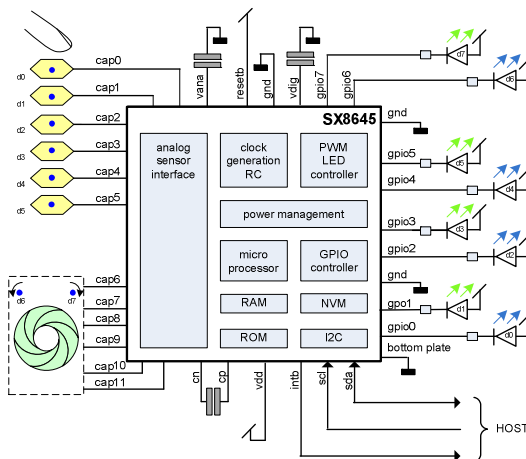 cap0
cap1
cap2
cap3
cap4
cap5
d0
d1
d2
d3
d4
d5
vana
resetb
gnd
vdig
gpio7
gpio6
d7
d6
SX8645
analog
sensor
interface
clock
generation
RC
PWM
LED
controller
power management
micro
processor
GPIO
controller
RAM
NVM
ROM
I2C
gnd
gpio5
d5
gpio4
d4
gpio3
d3
gpio2
d2
gnd
gpo1
d1
gpio0
d0
bottom plate
cap6
d6
d7
cap7
cap8
cap9
cap10
cap11
cn
cp
vdd
intb
scl
sda
HOST